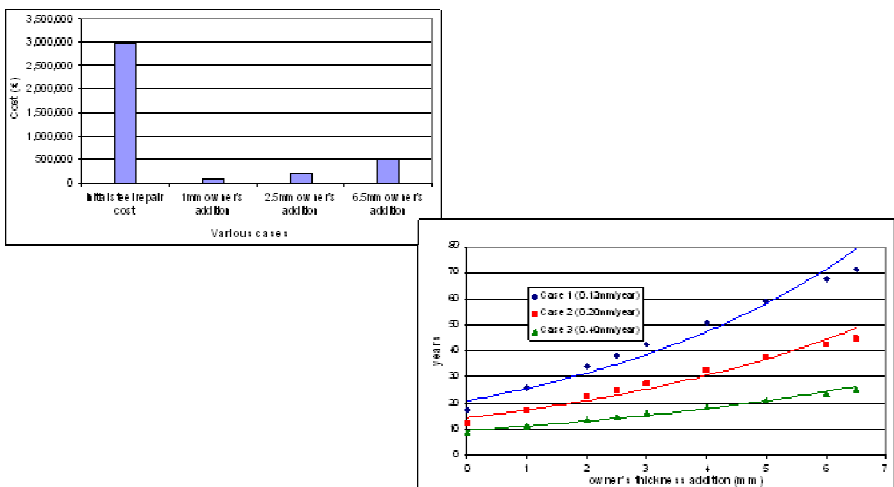 3,500,000
3,000,000
2,500,000
2,000,000
1,500,000
1,000,000
500,000
0
Cost
Initial steel repair cost
1mm owner's addition
2.5mm owner's addition
6.5mm owner's addition
Various cases
80
70
60
50
40
30
20
10
0
years
Case 1 (0.12mm/year)
Case 2 (0.20mm/year)
Case 3 (0.40mm/year)
0 1 2 3 4 5 6 7
owner's thickness addition (mm)